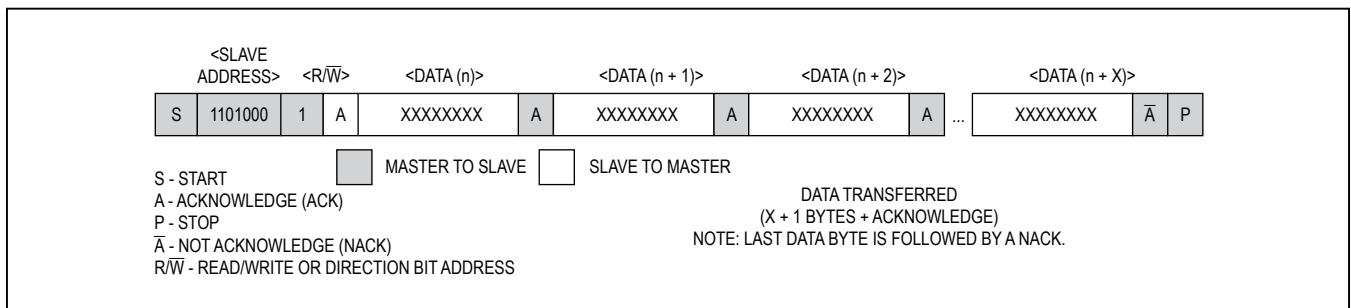 <SLAVE
ADDRESS> <R/W̅> <DATA (n)> <DATA (n + 1)> <DATA (n + 2)> <DATA (n + X)>
S 1101000 1 A XXXXXXXX A XXXXXXXX A XXXXXXXX A ... XXXXXXXX A̅ P
MASTER TO SLAVE SLAVE TO MASTER
S - START
A - ACKNOWLEDGE (ACK)
P - STOP
A̅ - NOT ACKNOWLEDGE (NACK)
R/W̅ - READ/WRITE OR DIRECTION BIT ADDRESS
DATA TRANSFERRED
(X + 1 BYTES + ACKNOWLEDGE)
NOTE: LAST DATA BYTE IS FOLLOWED BY A NACK.